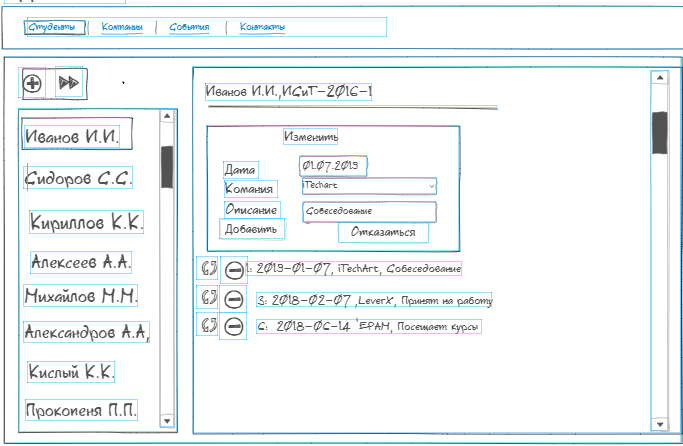 Студенты | Компании | События | Контакты
Иванов И.И.
Сидоров С.С.
Кириллов К.К.
Алексеев А.А.
Михайлов М.М.
Александров А.А,
Кислый К.К.
Прокопеня П.П.
Иванов И.И.,ИСиТ-2016-1
Изменить
Дата 01.07.2019
Комания iTechart
Описание Собеседование
Добавить Отказаться
1: 2019-01-07, iTechArt, Собеседование
3: 2018-02-07 ,LeverX, Принят на работу
6: 2018-06-14 'EPAM, Посещает курсы